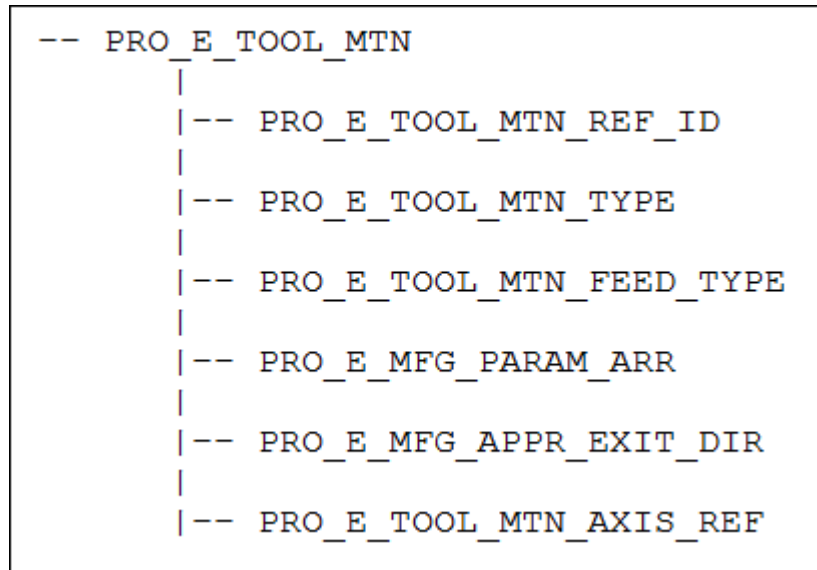 -- PRO_E_TOOL_MTN
|
|-- PRO_E_TOOL_MTN_REF_ID
|
|-- PRO_E_TOOL_MTN_TYPE
|
|-- PRO_E_TOOL_MTN_FEED_TYPE
|
|-- PRO_E_MFG_PARAM_ARR
|
|-- PRO_E_MFG_APPR_EXIT_DIR
|
|-- PRO_E_TOOL_MTN_AXIS_REF